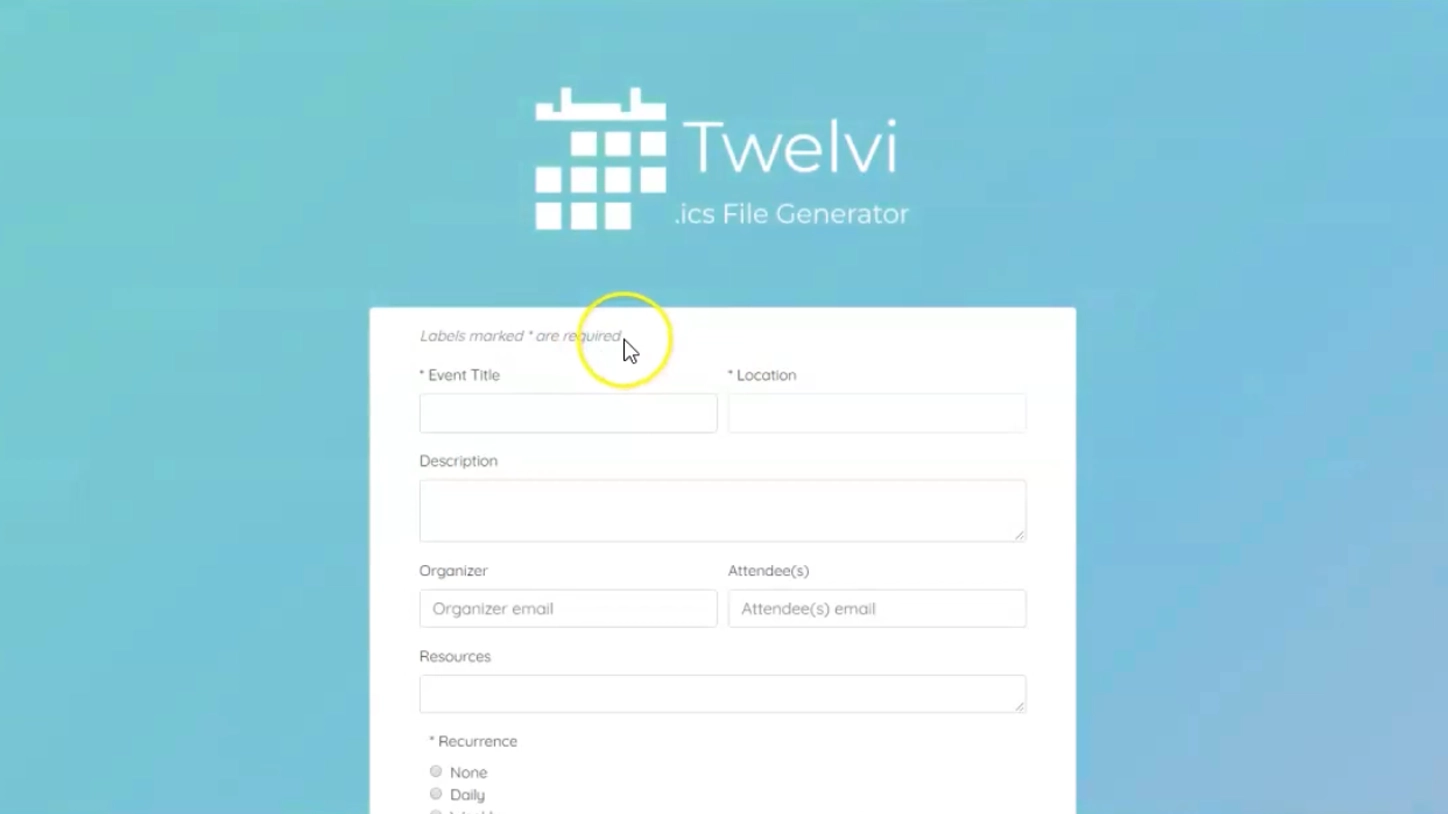 Twelvi
.ics File Generator
Labels marked * are required
* Event Title
* Location
Description
Organizer
Attendee(s)
Organizer email
Attendee(s) email
Resources
* Recurrence
None
Daily